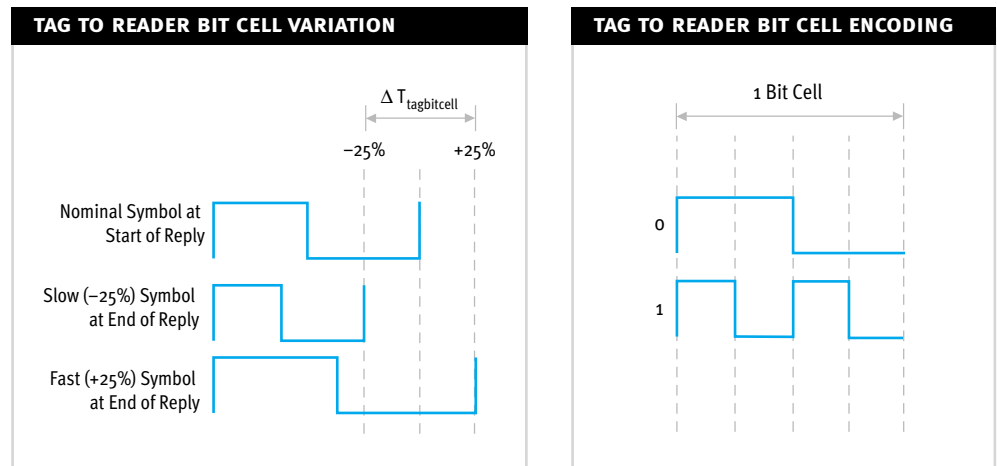 TAG TO READER BIT CELL VARIATION
Δ T tagbitcell
–25%
+25%
Nominal Symbol at
Start of Reply
Slow (–25%) Symbol
at End of Reply
Fast (+25%) Symbol
at End of Reply
TAG TO READER BIT CELL ENCODING
1 Bit Cell
0
1